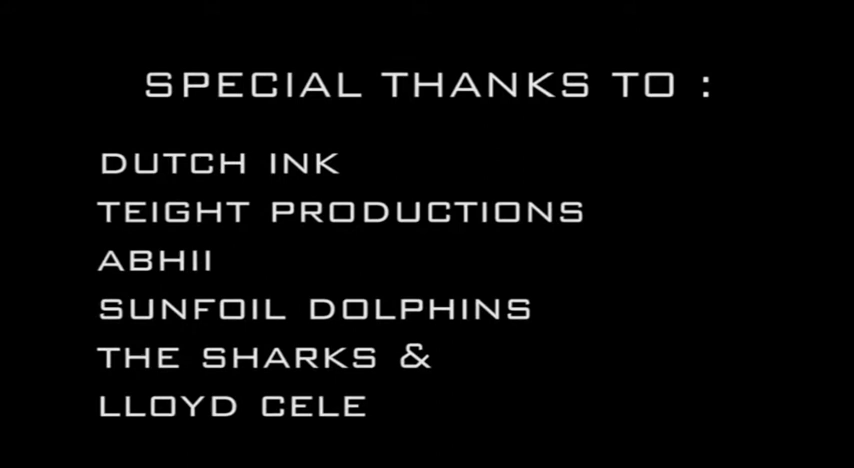 SPECIAL THANKS TO :
DUTCH INK
TEIGHT PRODUCTIONS
ABHII
SUNFOIL DOLPHINS
THE SHARKS &
LLOYD CELE